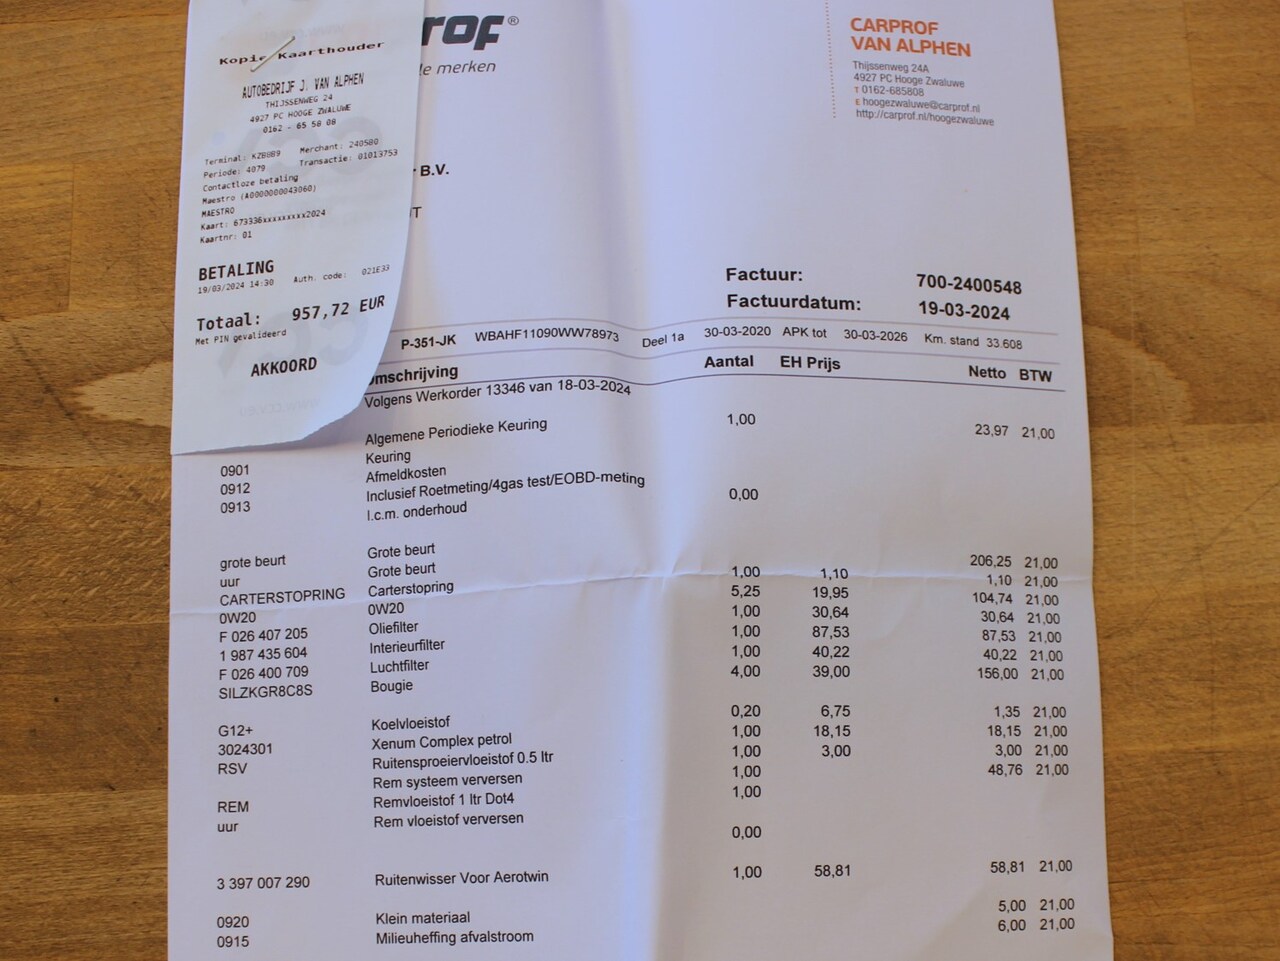 Kopie Kaarthouder
AUTOBEDRIJF J. VAN ALPHEN
THIJSSENWEG 24
4927 PC HOOGE ZWALUWE
0162 - 65 58 08
Terminal: KZB8B9 Merchant: 240580
Periode: 4079 Transactie: 01013753
Contactloze betaling
Maestro (A0000000043060)
MAESTRO
Kaart: 673336xxxxxxxxx2024
Kaartnr: 01
BETALING
19/03/2024 14:30 Auth. code: 021E33
Totaal: 957,72 EUR
Met PIN gevalideerd
AKKOORD
rof®
le merken
CARPROF
VAN ALPHEN
Thijssenweg 24A
4927 PC Hooge Zwaluwe
T 0162-685808
E hoogezwaluwe@carprof.nl
http://carprof.nl/hoogezwaluwe
B.V.
Factuur: 700-2400548
Factuurdatum: 19-03-2024
P-351-JK WBAHF11090WW78973 Deel 1a 30-03-2020 APK tot 30-03-2026 Km. stand 33.608
Omschrijving Aantal EH Prijs Netto BTW
Volgens Werkorder 13346 van 18-03-2024
Algemene Periodieke Keuring 1,00 23,97 21,00
0901 Keuring
0912 Afmeldkosten
0913 Inclusief Roetmeting/4gas test/EOBD-meting
I.c.m. onderhoud 0,00
grote beurt Grote beurt
uur Grote beurt 206,25 21,00
CARTERSTOPRING Carterstopring 1,00 1,10 1,10 21,00
0W20 0W20 5,25 19,95 104,74 21,00
F 026 407 205 Oliefilter 1,00 30,64 30,64 21,00
1 987 435 604 Interieurfilter 1,00 87,53 87,53 21,00
F 026 400 709 Luchtfilter 1,00 40,22 40,22 21,00
SILZKGR8C8S Bougie 4,00 39,00 156,00 21,00
G12+ Koelvloeistof 0,20 6,75 1,35 21,00
3024301 Xenum Complex petrol 1,00 18,15 18,15 21,00
RSV Ruitensproeiervloeistof 0.5 ltr 1,00 3,00 3,00 21,00
Rem systeem verversen 1,00 48,76 21,00
REM Remvloeistof 1 ltr Dot4 1,00
uur Rem vloeistof verversen
0,00
3 397 007 290 Ruitenwisser Voor Aerotwin 1,00 58,81 58,81 21,00
0920 Klein materiaal 5,00 21,00
0915 Milieuheffing afvalstroom 6,00 21,00